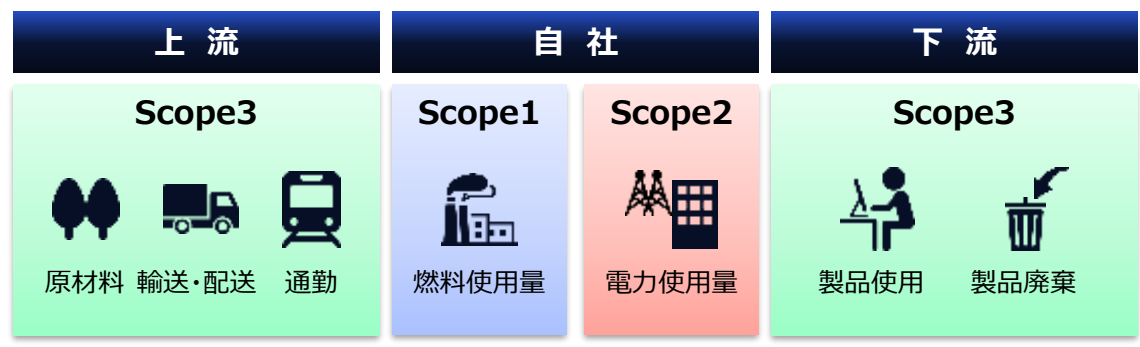 上 流
自 社
下 流
Scope3
Scope1
Scope2
Scope3
原材料 輸送・配送 通勤
燃料使用量
電力使用量
製品使用 製品廃棄